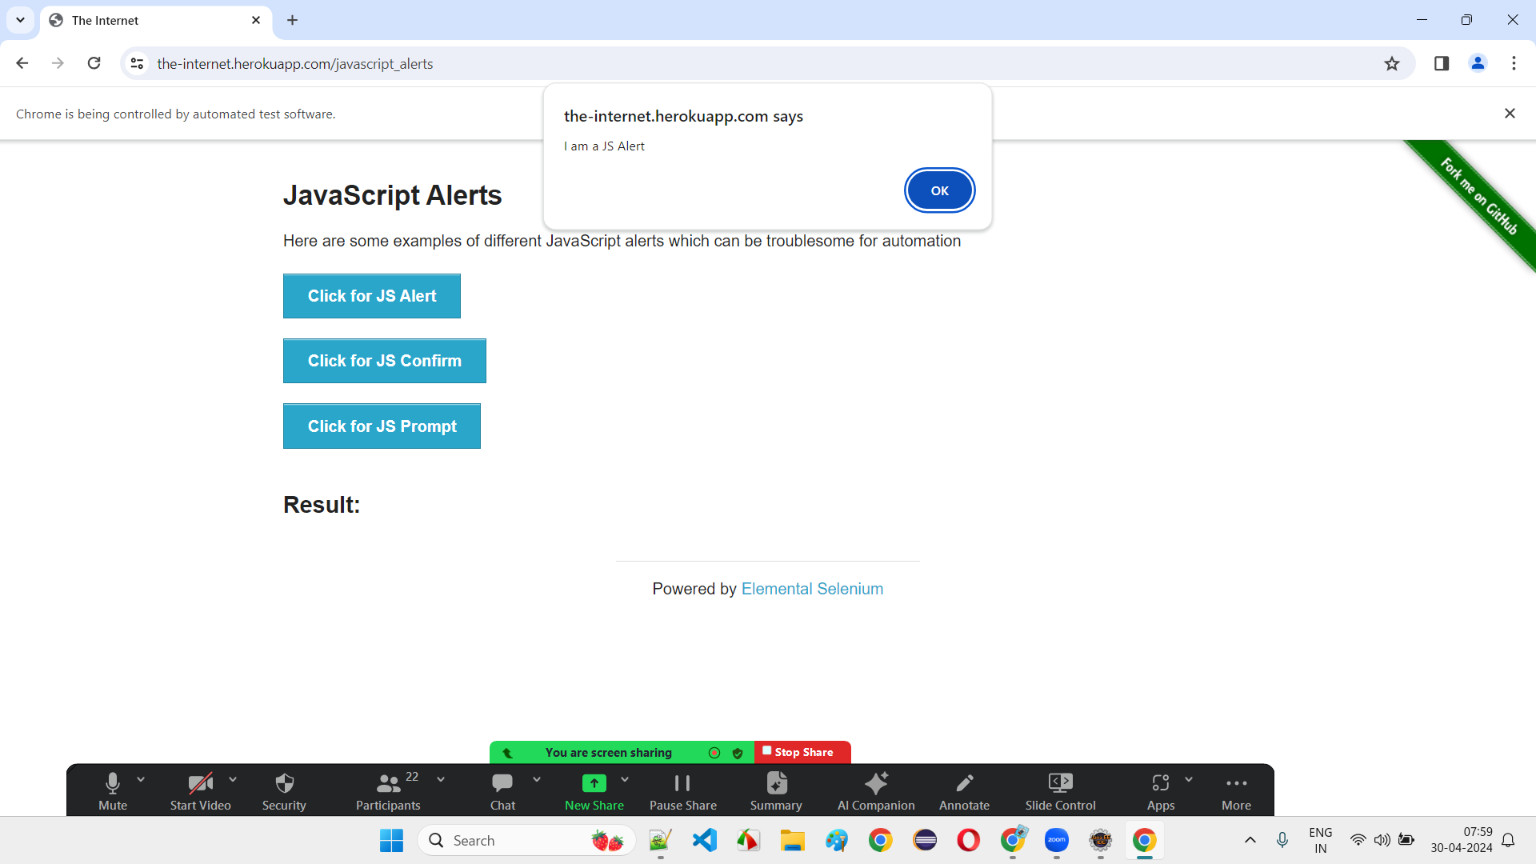 The Internet
the-internet.herokuapp.com/javascript_alerts
Chrome is being controlled by automated test software.
the-internet.herokuapp.com says
I am a JS Alert
OK
Fork me on GitHub
JavaScript Alerts
Here are some examples of different JavaScript alerts which can be troublesome for automation
Click for JS Alert
Click for JS Confirm
Click for JS Prompt
Result:
Powered by Elemental Selenium
You are screen sharing
Stop Share
22
Mute
Start Video
Security
Participants
Chat
New Share
Pause Share
Summary
AI Companion
Annotate
Slide Control
Apps
More
Search
zoom
ENG
IN
07:59
30-04-2024